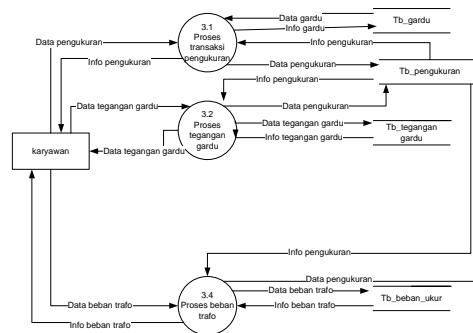 Data gardu
Info gardu
Tb_gardu
3.1
Proses
transaksi
pengukuran
Data pengukuran
Info pengukuran
Info pengukuran
Data pengukuran
Tb_pengukuran
Info pengukuran
Data tegangan gardu
3.2
Proses
tegangan
gardu
Data pengukuran
Data tegangan gardu
Info tegangan gardu
Tb_tegangan
gardu
karyawan
Data tegangan gardu
Info pengukuran
Data pengukuran
3.4
Proses beban
trafo
Data beban trafo
Info beban trafo
Data beban trafo
Info beban trafo
Tb_beban_ukur